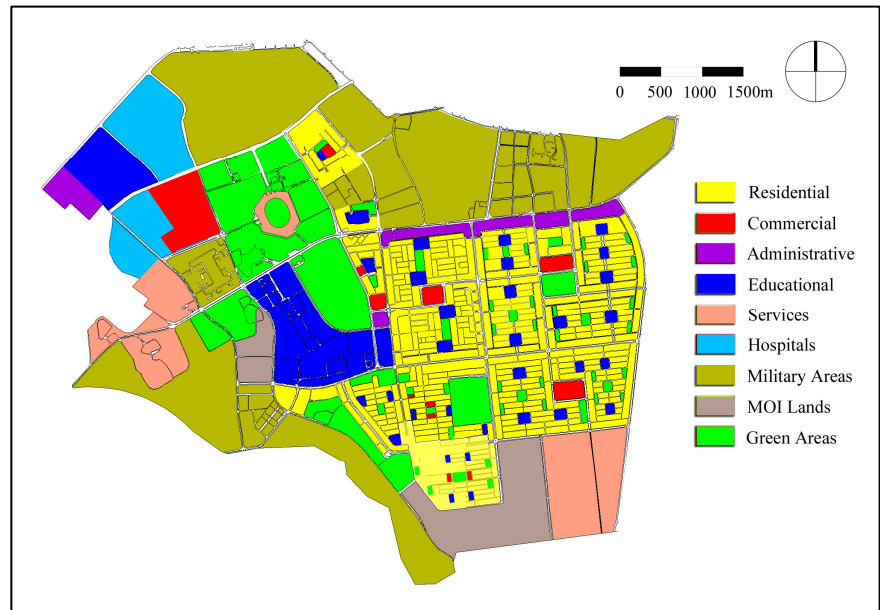 0 500 1000 1500m
Residential
Commercial
Administrative
Educational
Services
Hospitals
Military Areas
MOI Lands
Green Areas